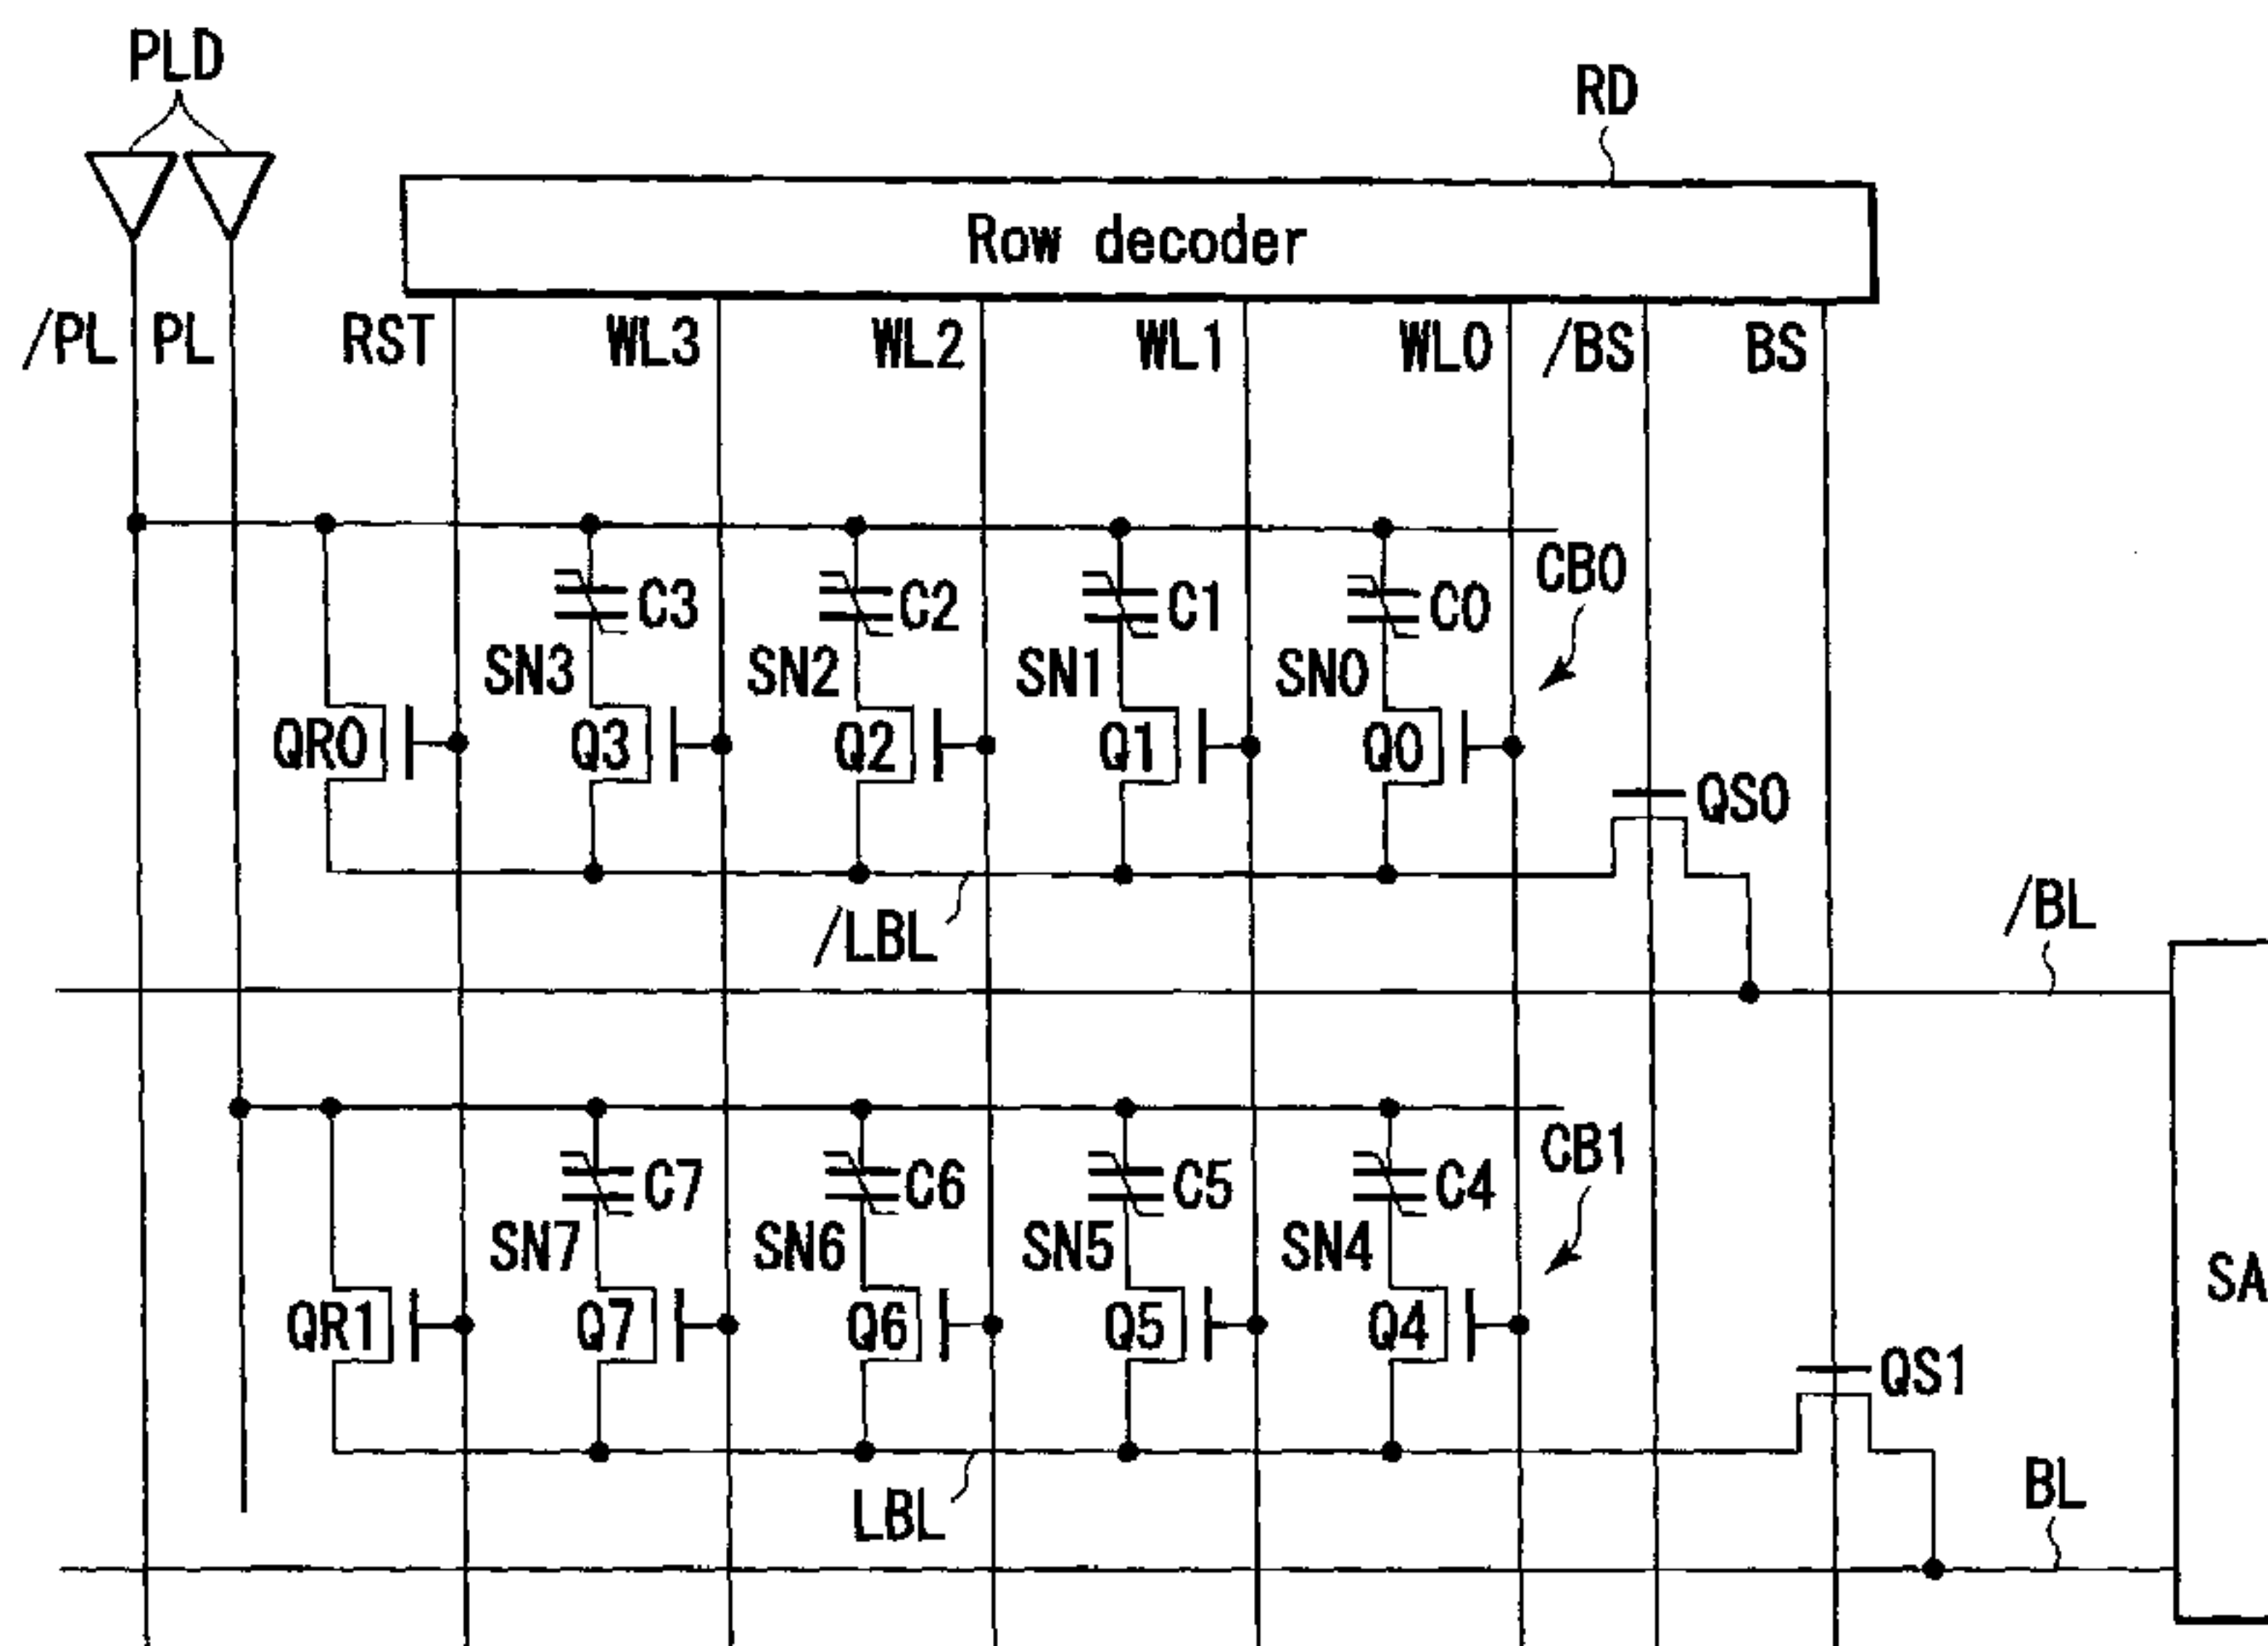 PLD
RD
Row decoder
/PL PL RST WL3 WL2 WL1 WL0 /BS BS
CB0
C3 C2 C1 C0
SN3 SN2 SN1 SN0
QR0 Q3 Q2 Q1 Q0
QS0
/LBL
/BL
CB1
C7 C6 C5 C4
SN7 SN6 SN5 SN4
SA
QR1 Q7 Q6 Q5 Q4
QS1
LBL
BL